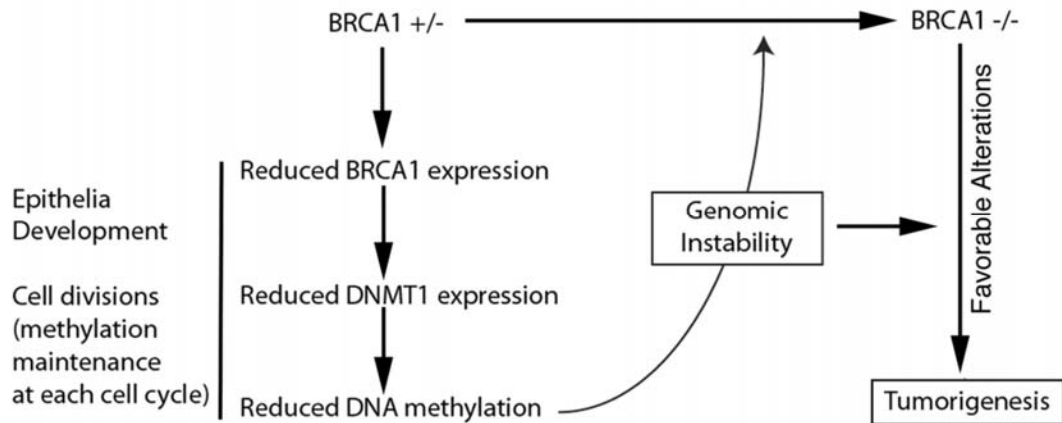 BRCA1 +/-
BRCA1 -/-
Reduced BRCA1 expression
Epithelia
Development
Genomic
Instability
Favorable Alterations
Cell divisions
(methylation
maintenance
at each cell cycle)
Reduced DNMT1 expression
Reduced DNA methylation
Tumorigenesis